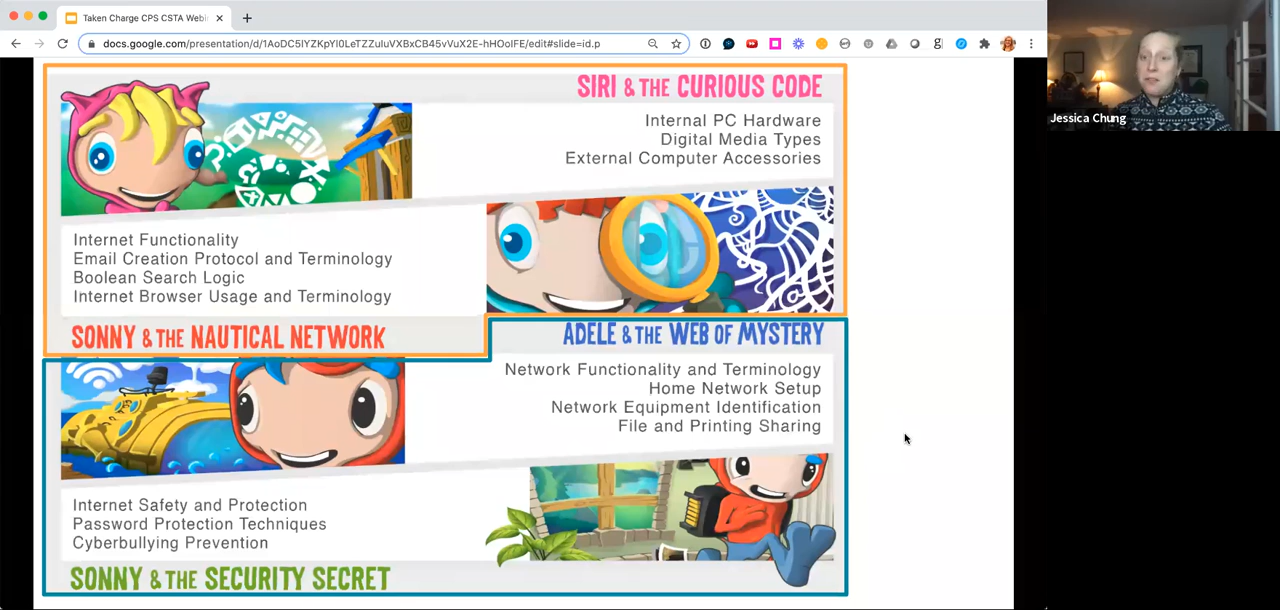 Taken Charge CPS CSTA Webi
docs.google.com/presentation/d/1AoDC5IYZKpYl0LeTZZuIuVXBxCB45vVuX2E-hHOoIFE/edit#slide=id.p
Jessica Chung
SIRI & THE CURIOUS CODE
Internal PC Hardware
Digital Media Types
External Computer Accessories
Internet Functionality
Email Creation Protocol and Terminology
Boolean Search Logic
Internet Browser Usage and Terminology
SONNY & THE NAUTICAL NETWORK
ADELE & THE WEB OF MYSTERY
Network Functionality and Terminology
Home Network Setup
Network Equipment Identification
File and Printing Sharing
Internet Safety and Protection
Password Protection Techniques
Cyberbullying Prevention
SONNY & THE SECURITY SECRET